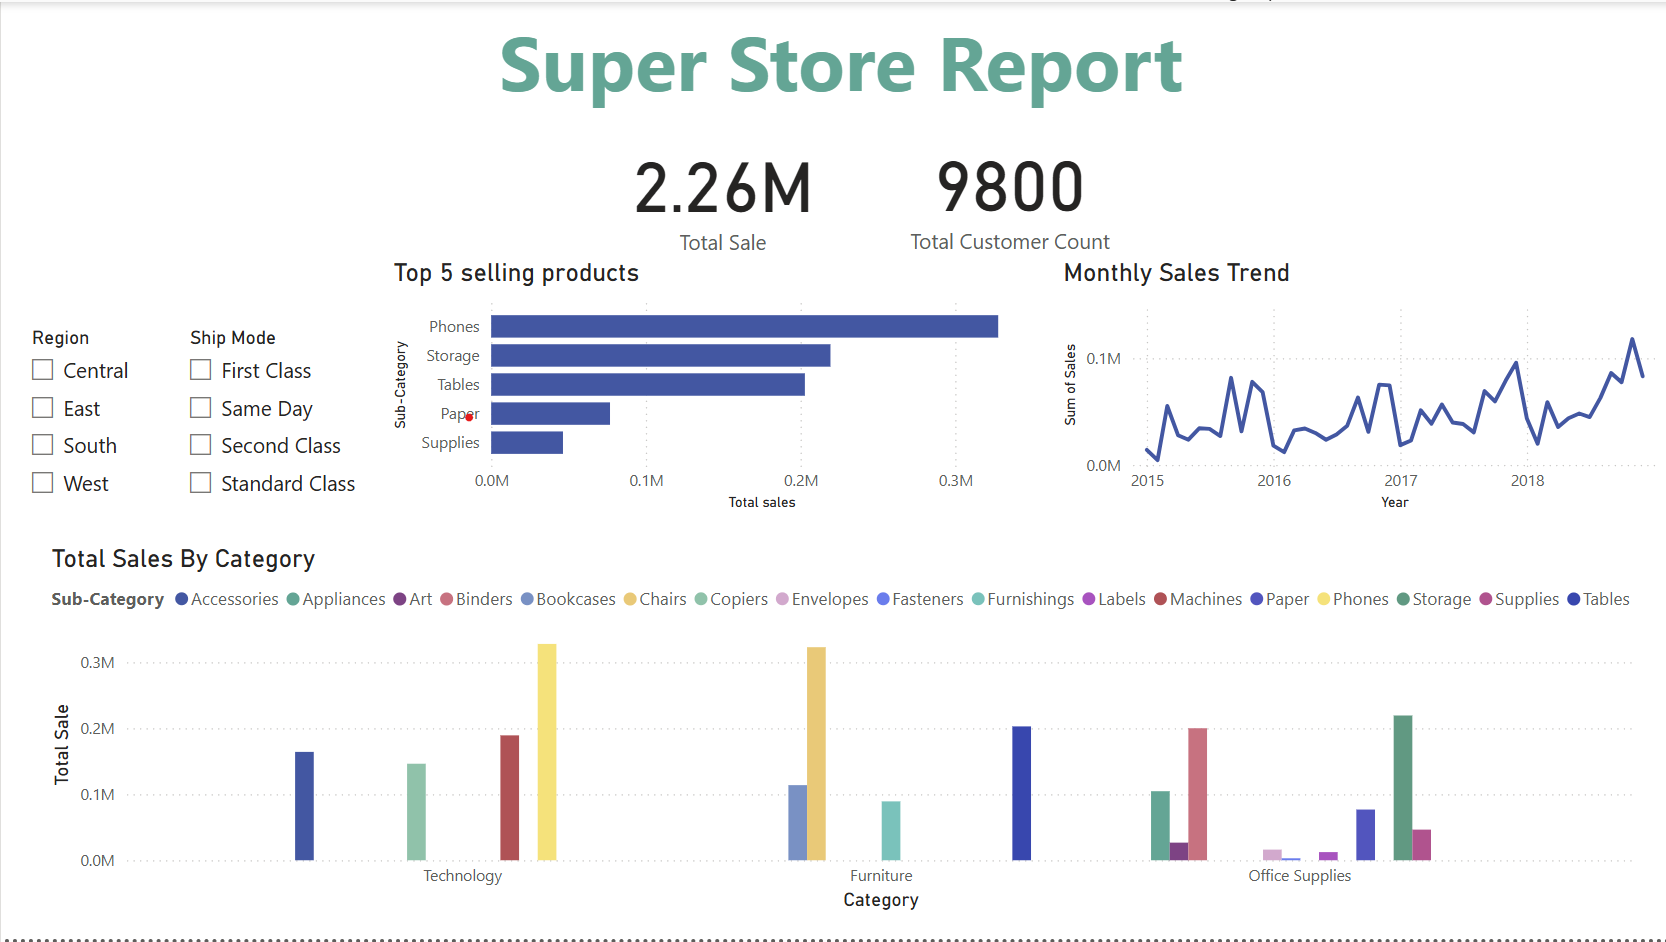 Super Store Report
2.26M
Total Sale
9800
Total Customer Count
Top 5 selling products
Sub-Category
Phones
Storage
Tables
Paper
Supplies
0.0M 0.1M 0.2M 0.3M
Total sales
Monthly Sales Trend
Sum of Sales
0.1M
0.0M
2015 2016 2017 2018
Year
Region
Central
East
South
West
Ship Mode
First Class
Same Day
Second Class
Standard Class
Total Sales By Category
Sub-Category Accessories Appliances Art Binders Bookcases Chairs Copiers Envelopes Fasteners Furnishings Labels Machines Paper Phones Storage Supplies Tables
Total Sale
0.3M
0.2M
0.1M
0.0M
Technology Furniture Office Supplies
Category